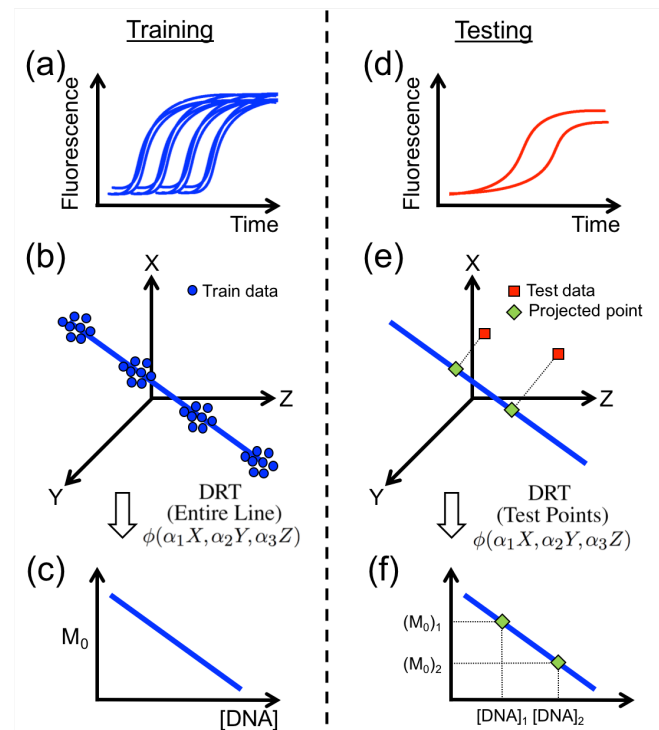 Training
Testing
(a)
Fluorescence
Time
(b)
X
Train data
Z
Y
DRT
(Entire Line)
ϕ(α₁X, α₂Y, α₃Z)
(c)
M₀
[DNA]
(d)
Fluorescence
Time
(e)
X
Test data
Projected point
Z
Y
DRT
(Test Points)
ϕ(α₁X, α₂Y, α₃Z)
(f)
(M₀)₁
(M₀)₂
[DNA]₁ [DNA]₂